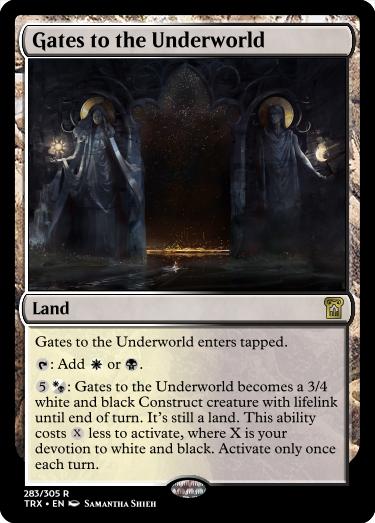 Gates to the Underworld
Land
Gates to the Underworld enters tapped.
: Add or .
5 : Gates to the Underworld becomes a 3/4
white and black Construct creature with lifelink
until end of turn. It's still a land. This ability
costs X less to activate, where X is your
devotion to white and black. Activate only once
each turn.
283/305 R
TRX • EN Samantha Shieh